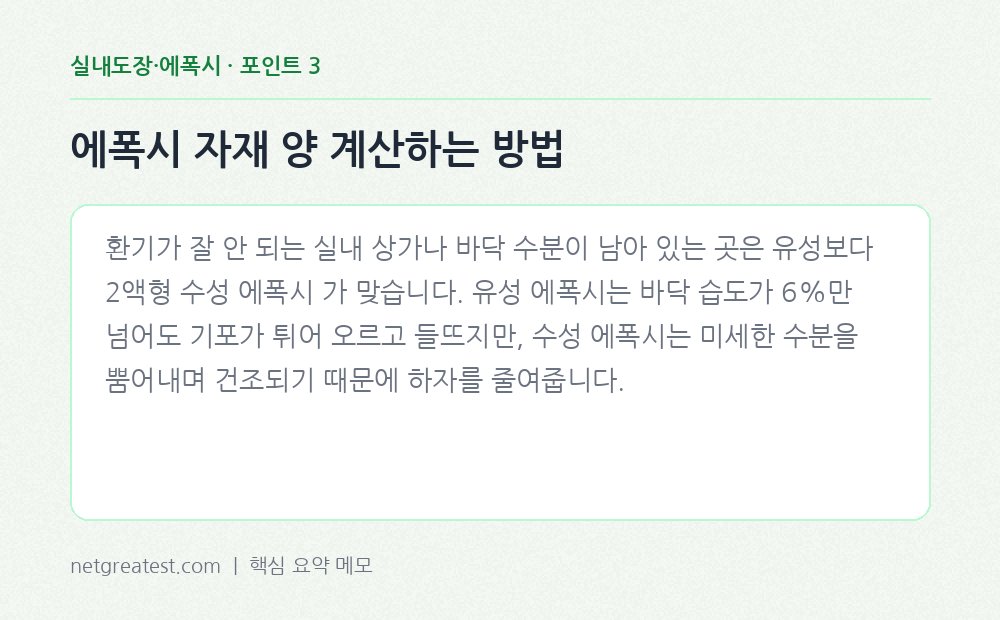 실내도장·에폭시 · 포인트 3
에폭시 자재 양 계산하는 방법
환기가 잘 안 되는 실내 상가나 바닥 수분이 남아 있는 곳은 유성보다
2액형 수성 에폭시 가 맞습니다. 유성 에폭시는 바닥 습도가 6%만
넘어도 기포가 튀어 오르고 들뜨지만, 수성 에폭시는 미세한 수분을
뿜어내며 건조되기 때문에 하자를 줄여줍니다.
netgreatest.com | 핵심 요약 메모